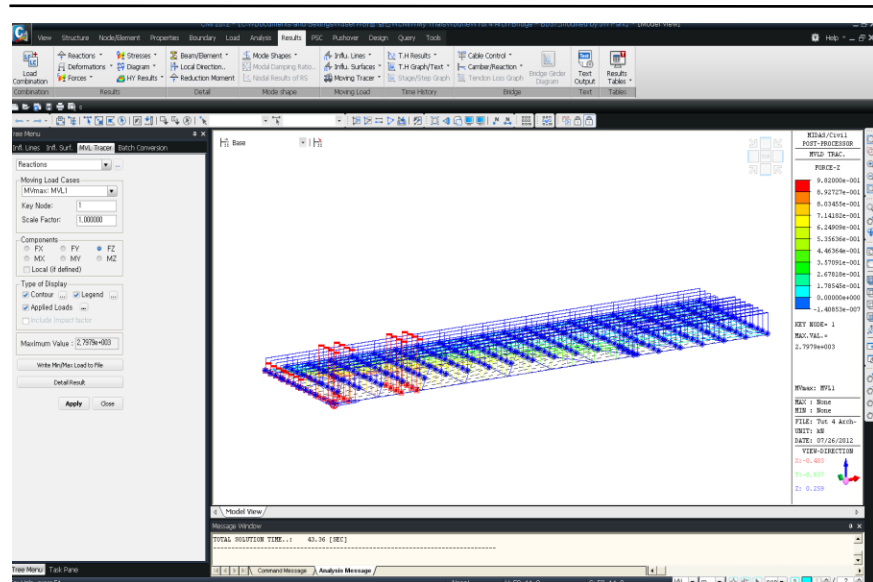 View Structure Node/Element Properties Boundary Load Analysis Results PSC Pushover Design Query Tools Help
Load Combination
Reactions
Deformations
Forces
Stresses
Diagram
HY Results
Beam/Element
Local Direction..
Reduction Moment
Mode Shapes
Modal Damping Ratio..
Nodal Results of RS
Influ. Lines
Influ. Surfaces
Moving Tracer
T.H Results
T.H Graph/Text
Stage/Step Graph
Cable Control
Camber/Reaction
Tendon Loss Graph
Bridge Girder Diagram
Text Output
Results Tables
Combination Results Detail Mode shape Moving Load Time History Bridge Text Tables
Tree Menu
Infl. Lines Infl. Surf. MVL-Tracer Batch Conversion
Reactions
Moving Load Cases
MVmax: MVL1
Key Node: 1
Scale Factor: 1.000000
Components
FX FY FZ
MX MY MZ
Local (if defined)
Type of Display
Contour ... Legend ...
Applied Loads ...
Include Impact factor
Maximum Value : 2.7979e+003
Write Min/Max Load to File
Detail Result
Apply Close
Tree Menu Task Pane
Base
MIDAS/Civil
POST-PROCESSOR
MVLD TRAC.
FORCE-Z
9.82000e-001
8.92727e-001
8.03455e-001
7.14182e-001
6.24909e-001
5.35636e-001
4.46364e-001
3.57091e-001
2.67818e-001
1.78545e-001
0.00000e+000
-1.40853e-007
KEY NODE= 1
MAX.VAL.=
2.7979e+003
MVmax: MVL1
MAX : None
MIN : None
FILE: Tut 4 Arch~
UNIT: kN
DATE: 07/26/2012
VIEW-DIRECTION
X:-0.483
Z: 0.259
Model View
Message Window
TOTAL SOLUTION TIME..: 43.36 [SEC]
Command Message Analysis Message